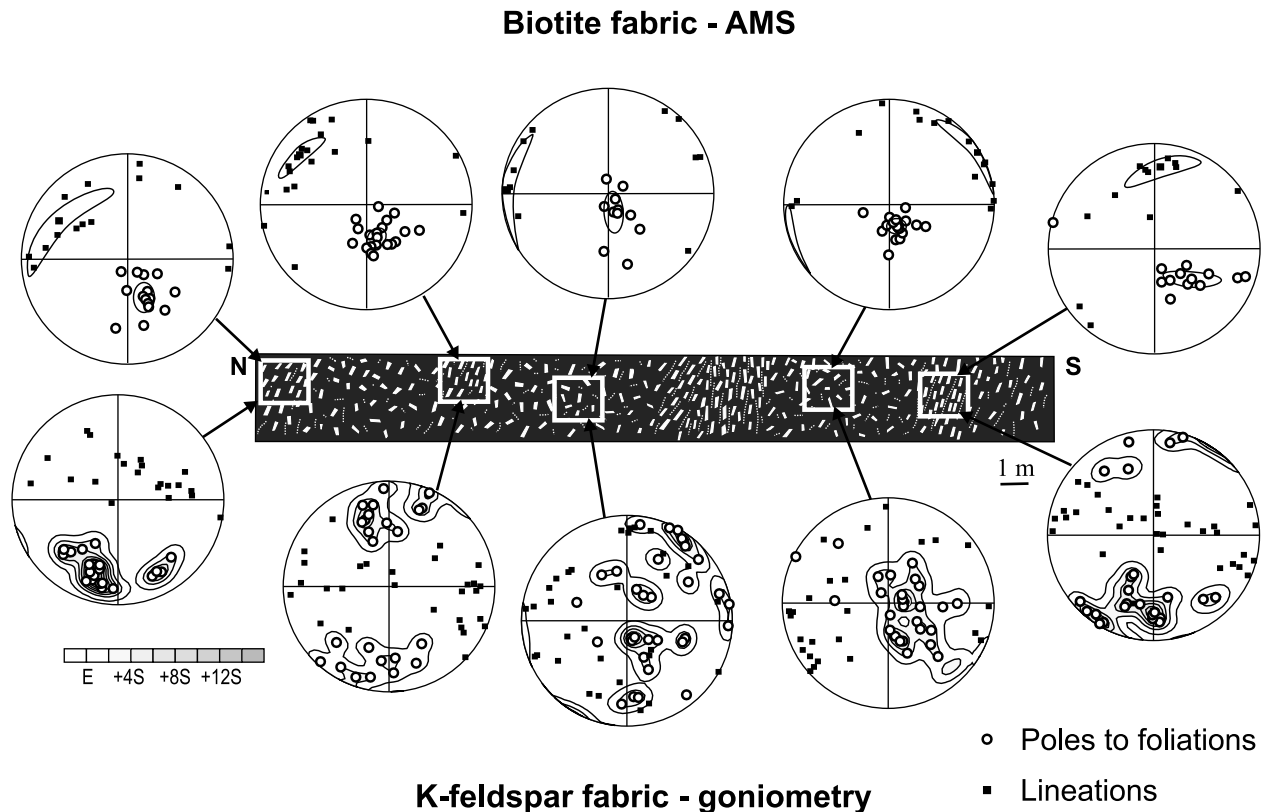 Biotite fabric - AMS
N
S
1 m
E +4S +8S +12S
Poles to foliations
Lineations
K-feldspar fabric - goniometry